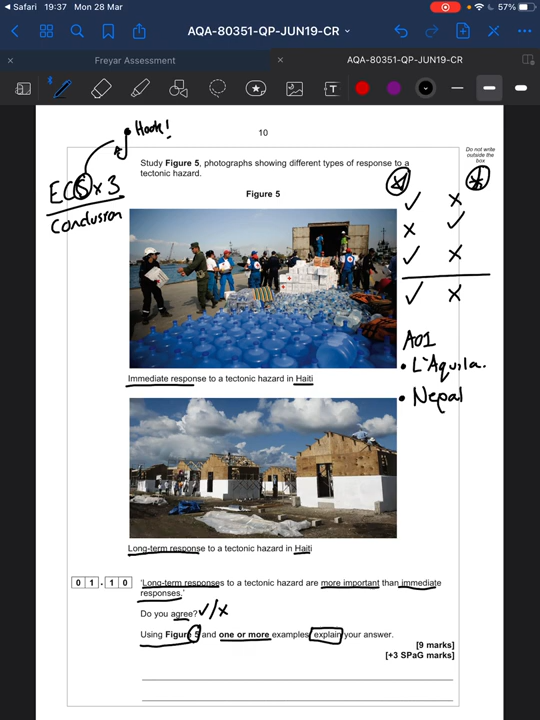 Safari 19:37 Mon 28 Mar 57%
AQA-80351-QP-JUN19-CR
Freyar Assessment
AQA-80351-QP-JUN19-CR
T
Hook!
10
Do not write
outside the
box
Study Figure 5, photographs showing different types of response to a
tectonic hazard.
ECS x 3
Conclusion
Figure 5
✓ ✗
✗ ✓
✓ ✗
✓ ✗
AO1
• L'Aquila.
• Nepal
Immediate response to a tectonic hazard in Haiti
Long-term response to a tectonic hazard in Haiti
0 1 . 1 0 'Long-term responses to a tectonic hazard are more important than immediate
responses.'
Do you agree? ✓/✗
Using Figure 5 and one or more examples, explain your answer.
[9 marks]
[+3 SPaG marks]